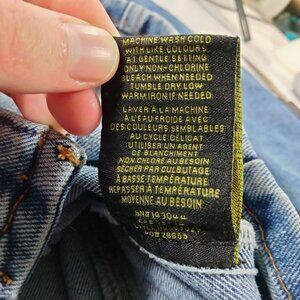 MACHINE WASH COLD
WITH LIKE COLOURS
AT GENTLE SETTING
ONLY NON-CHLORINE
BLEACH WHEN NEEDED
TUMBLE DRY LOW
WARM IRON IF NEEDED
LAVER À LA MACHINE
À L'EAU FROIDE AVEC
DES COULEURS SEMBLABLES
AU CYCLE DÉLICAT
UTILISER UN AGENT
DE BLANCHIMENT
NON CHLORÉ AU BESOIN
SÉCHER PAR CULBUTAGE
À BASSE TEMPÉRATURE
REPASSER À TEMPÉRATURE
MOYENNE AU BESOIN